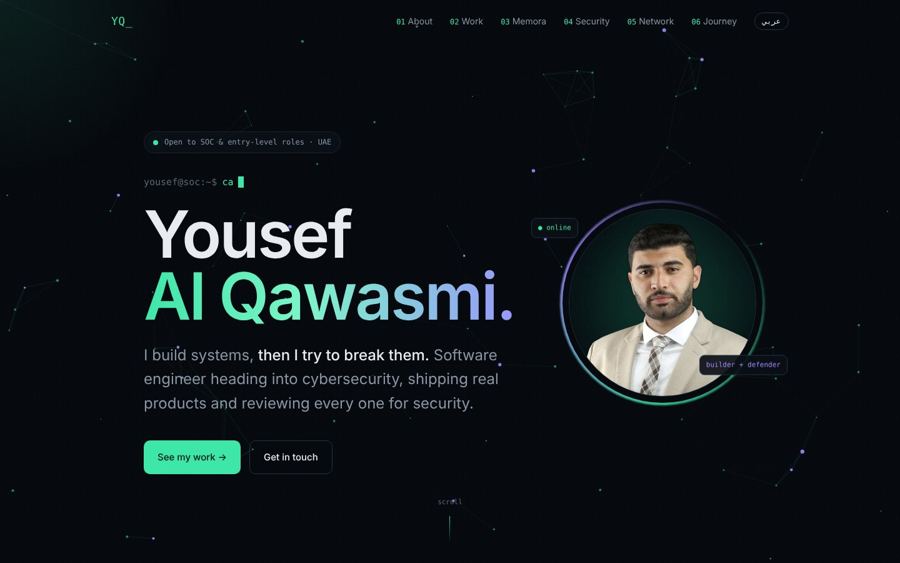 YQ_
01 About 02 Work 03 Memora 04 Security 05 Network 06 Journey عربي
Open to SOC & entry-level roles · UAE
yousef@soc:~$ ca
Yousef
Al Qawasmi.
online
builder + defender
I build systems, then I try to break them. Software
engineer heading into cybersecurity, shipping real
products and reviewing every one for security.
See my work → Get in touch
scroll